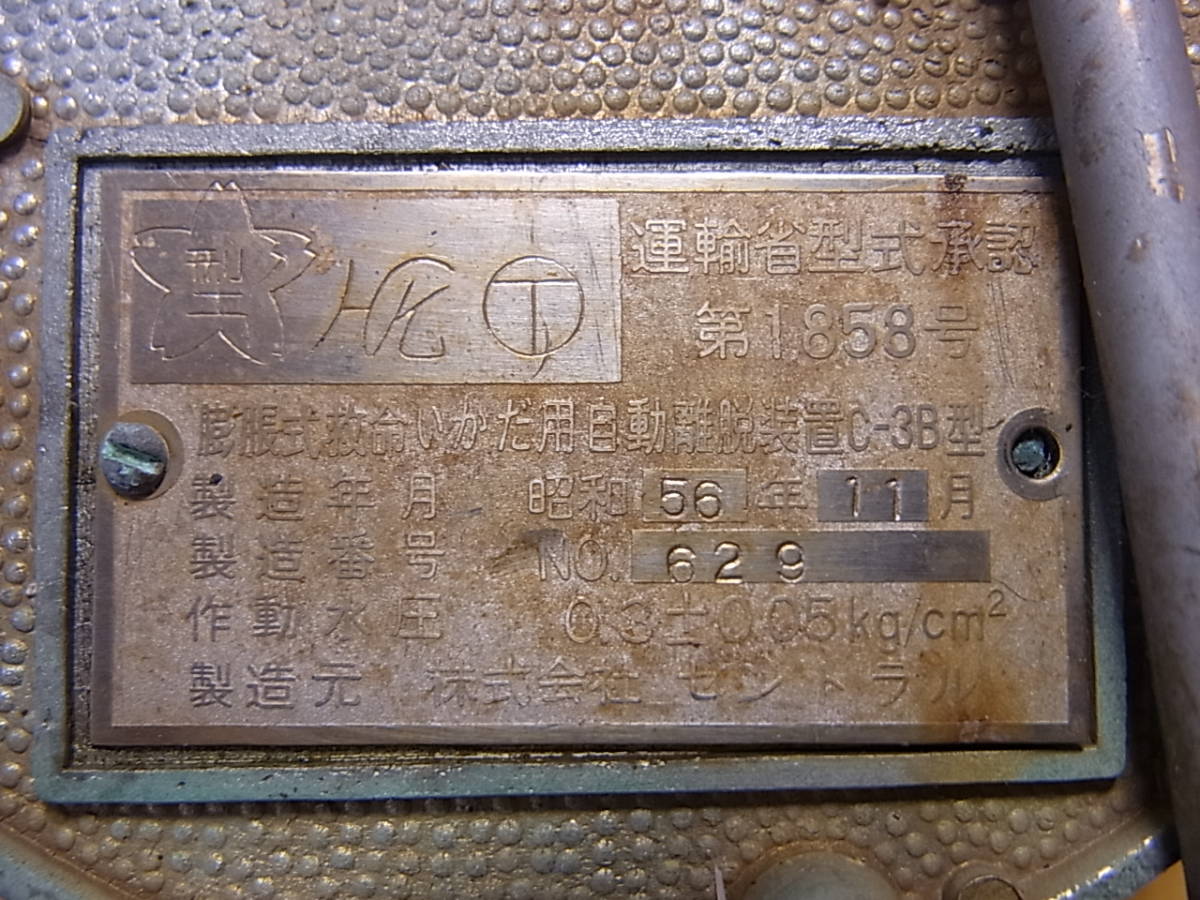 型 HK T
運輸省型式承認
第1858号
膨脹式救命いかだ用自動離脱装置C-3B型
製造年月 昭和56年11月
製造番号 NO.629
作動水圧 0.3±0.05kg/cm²
製造元 株式会社 セントラル